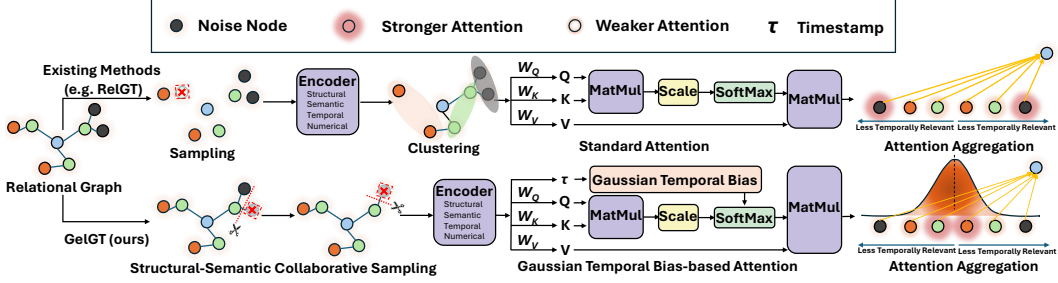 Noise Node
Stronger Attention
Weaker Attention
τ Timestamp
Existing Methods
(e.g. RelGT)
Relational Graph
GelGT (ours)
Sampling
Encoder
Structural
Semantic
Temporal
Numerical
Clustering
W_Q Q
W_K K
W_V V
MatMul
Scale
SoftMax
MatMul
Standard Attention
Less Temporally Relevant Less Temporally Relevant
Attention Aggregation
Structural-Semantic Collaborative Sampling
Encoder
Structural
Semantic
Temporal
Numerical
τ
W_Q Q
W_K K
W_V V
Gaussian Temporal Bias
MatMul
Scale
SoftMax
MatMul
Gaussian Temporal Bias-based Attention
Less Temporally Relevant Less Temporally Relevant
Attention Aggregation